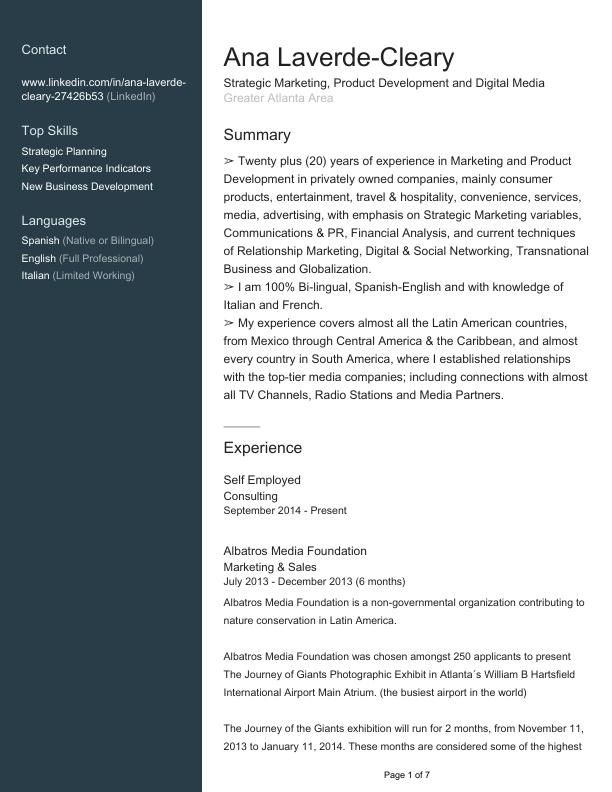 Contact
www.linkedin.com/in/ana-laverde-
cleary-27426b53 (LinkedIn)
Top Skills
Strategic Planning
Key Performance Indicators
New Business Development
Languages
Spanish (Native or Bilingual)
English (Full Professional)
Italian (Limited Working)
Ana Laverde-Cleary
Strategic Marketing, Product Development and Digital Media
Greater Atlanta Area
Summary
➢ Twenty plus (20) years of experience in Marketing and Product
Development in privately owned companies, mainly consumer
products, entertainment, travel & hospitality, convenience, services,
media, advertising, with emphasis on Strategic Marketing variables,
Communications & PR, Financial Analysis, and current techniques
of Relationship Marketing, Digital & Social Networking, Transnational
Business and Globalization.
➢ I am 100% Bi-lingual, Spanish-English and with knowledge of
Italian and French.
➢ My experience covers almost all the Latin American countries,
from Mexico through Central America & the Caribbean, and almost
every country in South America, where I established relationships
with the top-tier media companies; including connections with almost
all TV Channels, Radio Stations and Media Partners.
Experience
Self Employed
Consulting
September 2014 - Present
Albatros Media Foundation
Marketing & Sales
July 2013 - December 2013 (6 months)
Albatros Media Foundation is a non-governmental organization contributing to
nature conservation in Latin America.
Albatros Media Foundation was chosen amongst 250 applicants to present
The Journey of Giants Photographic Exhibit in Atlanta´s William B Hartsfield
International Airport Main Atrium. (the busiest airport in the world)
The Journey of the Giants exhibition will run for 2 months, from November 11,
2013 to January 11, 2014. These months are considered some of the highest
Page 1 of 7